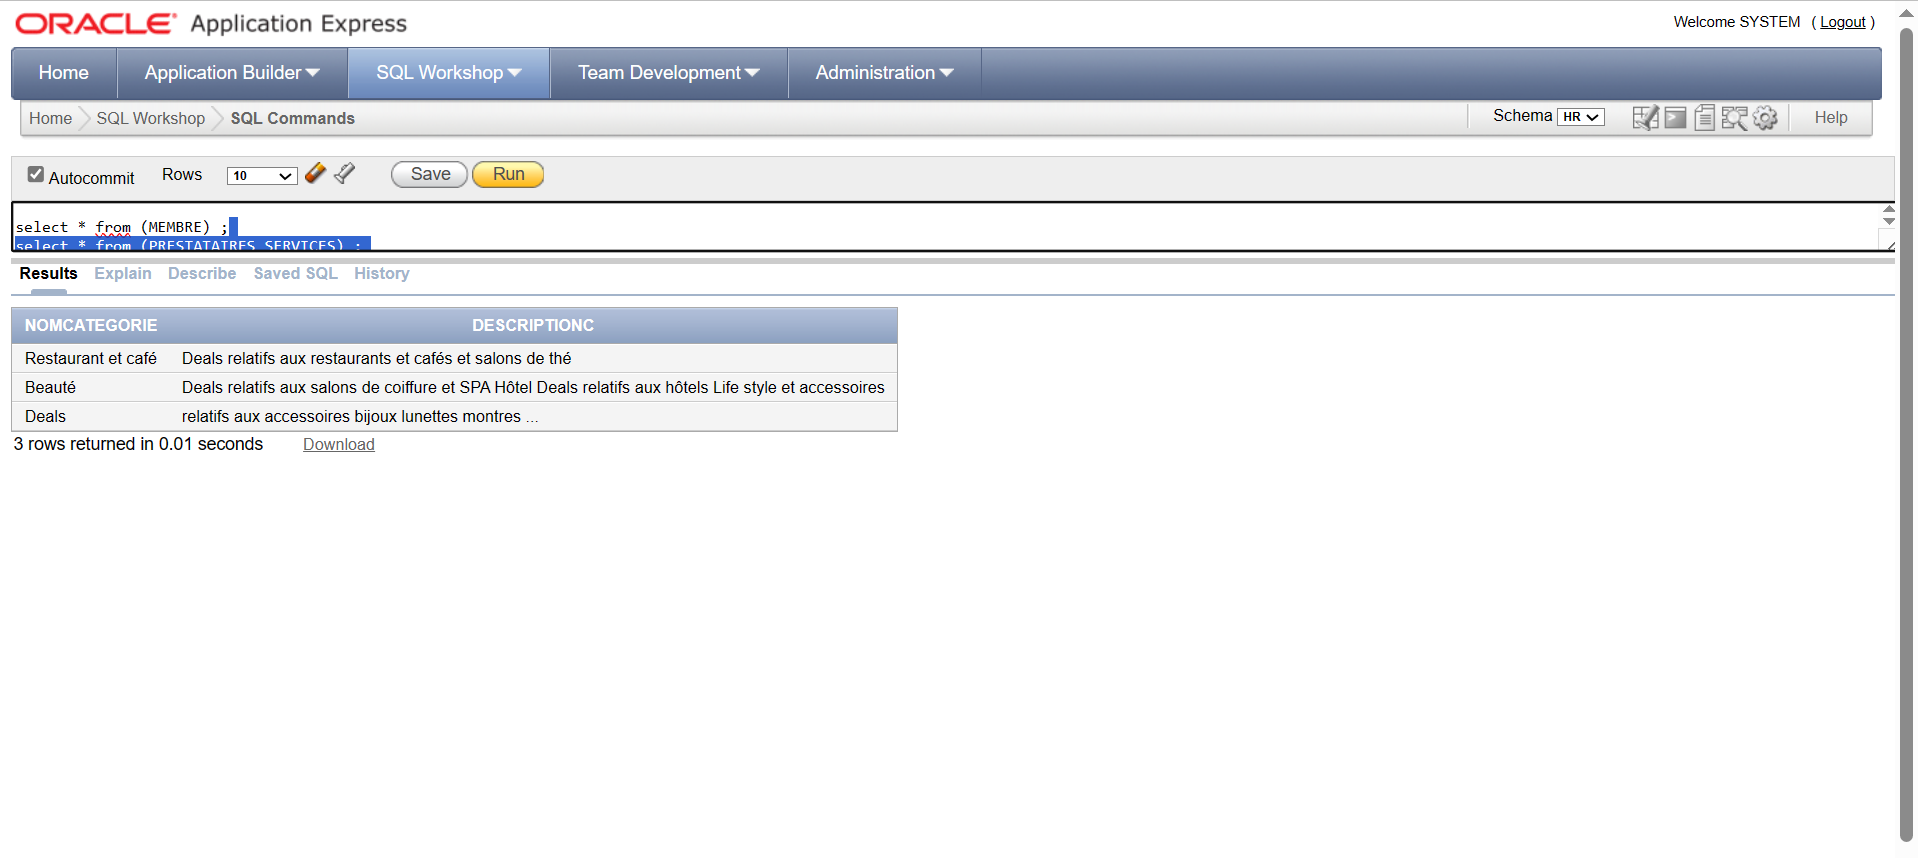 ORACLE Application Express
Welcome SYSTEM ( Logout )
Home Application Builder SQL Workshop Team Development Administration
Home SQL Workshop SQL Commands Schema HR Help
Autocommit Rows 10 Save Run
select * from (MEMBRE) ;
select * from (PRESTATAIRES_SERVICES) ;
Results Explain Describe Saved SQL History
NOMCATEGORIE DESCRIPTIONC
Restaurant et café Deals relatifs aux restaurants et cafés et salons de thé
Beauté Deals relatifs aux salons de coiffure et SPA Hôtel Deals relatifs aux hôtels Life style et accessoires
Deals relatifs aux accessoires bijoux lunettes montres ...
3 rows returned in 0.01 seconds Download